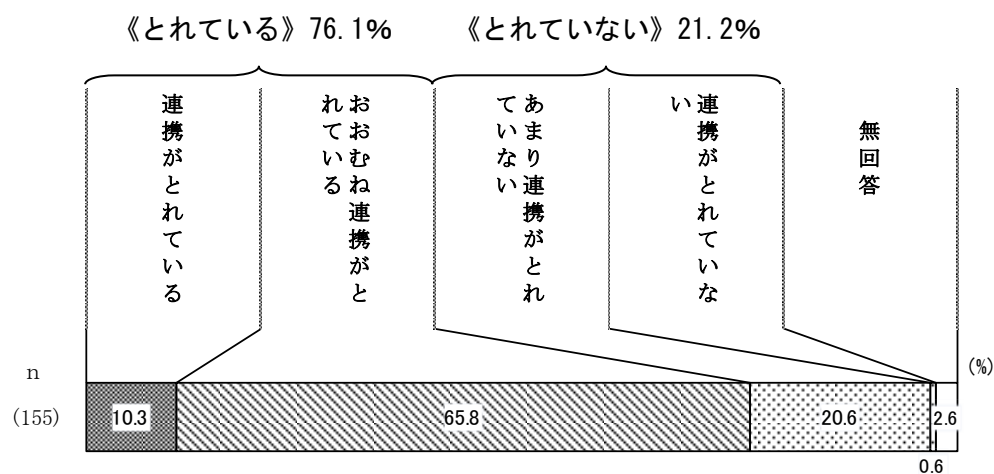 《とれている》76.1%
《とれていない》21.2%
連携がとれている
おおむね連携がと
れている
あまり連携がとれ
ていない
連携がとれていな
い
無回答
n
(%)
(155)
10.3
65.8
20.6
2.6
0.6